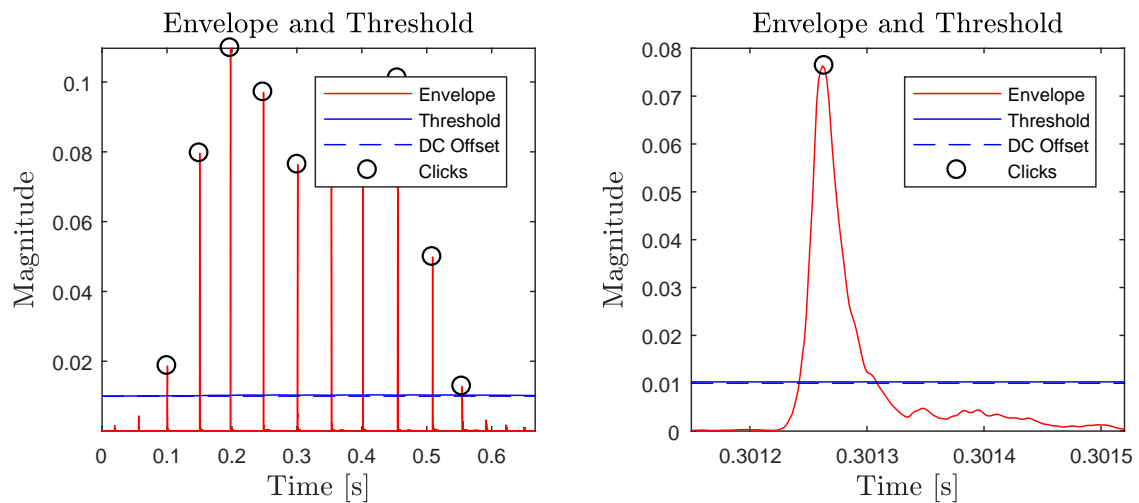 Envelope and Threshold
Magnitude
0.1
0.08
0.06
0.04
0.02
Envelope
Threshold
DC Offset
Clicks
0 0.1 0.2 0.3 0.4 0.5 0.6
Time [s]
Envelope and Threshold
Magnitude
0.08
0.07
0.06
0.05
0.04
0.03
0.02
0.01
0
Envelope
Threshold
DC Offset
Clicks
0.3012 0.3013 0.3014 0.3015
Time [s]